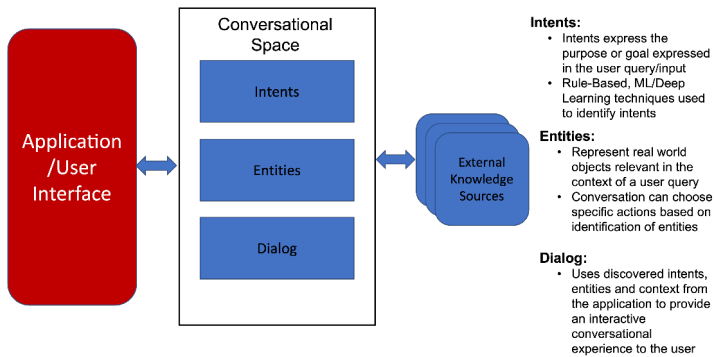 Application
/User
Interface
Conversational
Space
Intents
Entities
Dialog
External
Knowledge
Sources
Intents:
• Intents express the
purpose or goal expressed
in the user query/input
• Rule-Based, ML/Deep
Learning techniques used
to identify intents
Entities:
• Represent real world
objects relevant in the
context of a user query
• Conversation can choose
specific actions based on
identification of entities
Dialog:
• Uses discovered intents,
entities and context from
the application to provide
an interactive
conversational
experience to the user